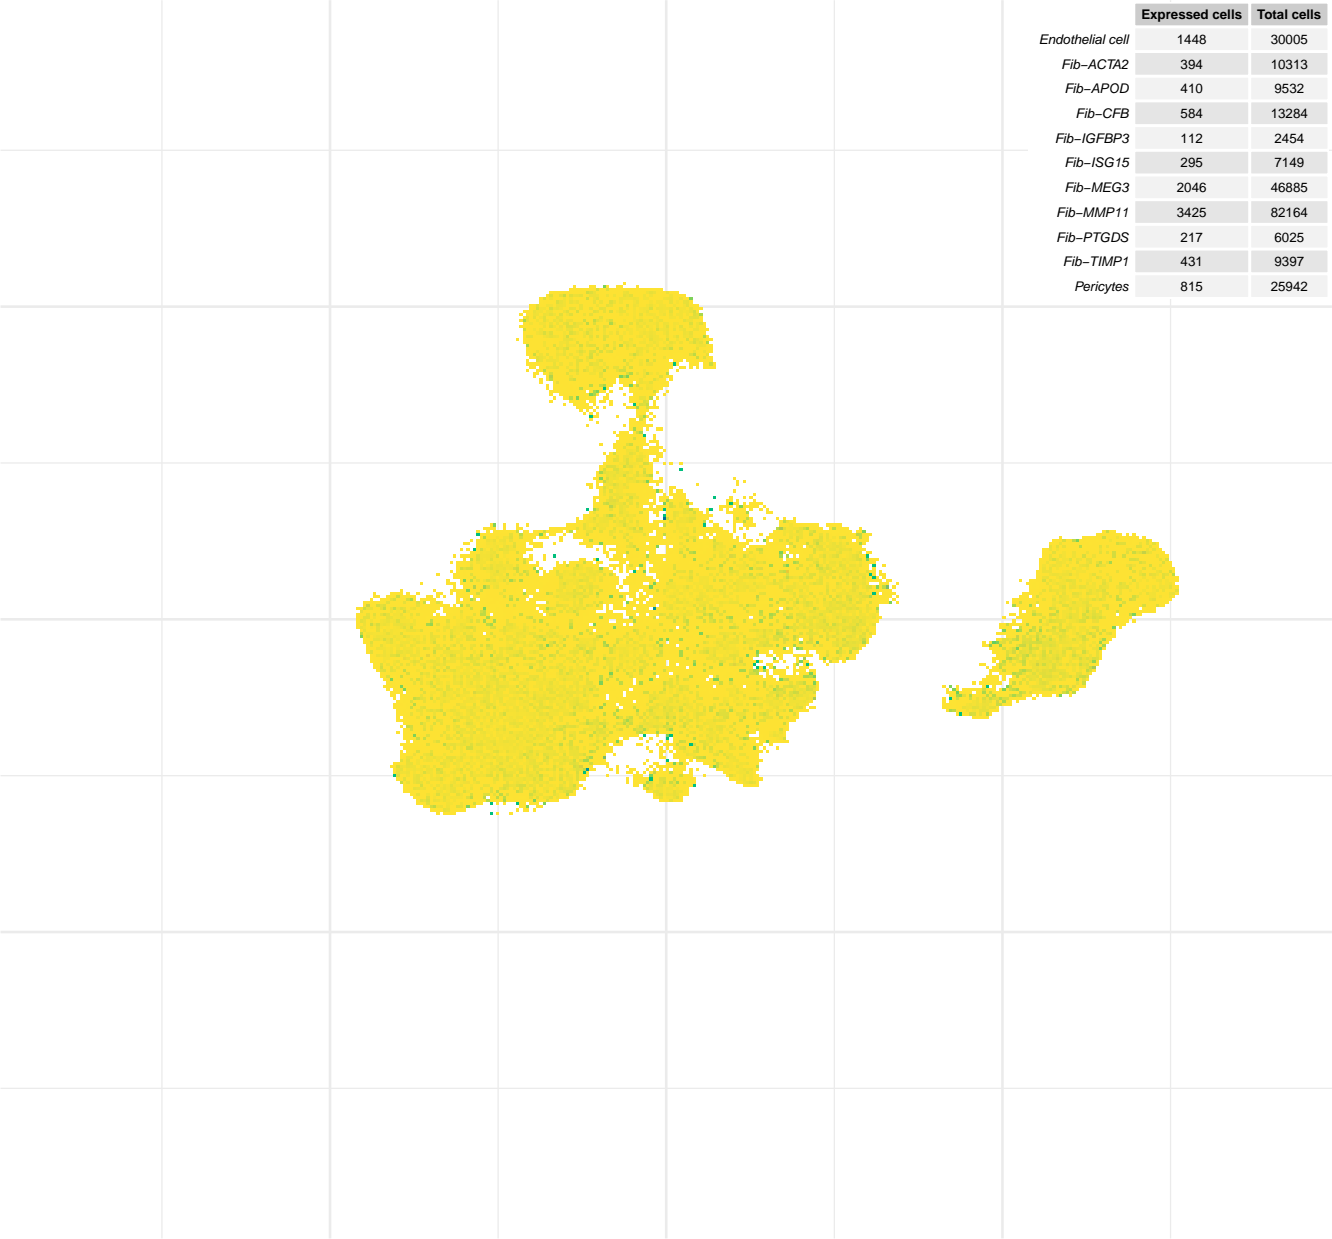 Expressed cells Total cells
Endothelial cell 1448 30005
Fib−ACTA2 394 10313
Fib−APOD 410 9532
Fib−CFB 584 13284
Fib−IGFBP3 112 2454
Fib−ISG15 295 7149
Fib−MEG3 2046 46885
Fib−MMP11 3425 82164
Fib−PTGDS 217 6025
Fib−TIMP1 431 9397
Pericytes 815 25942